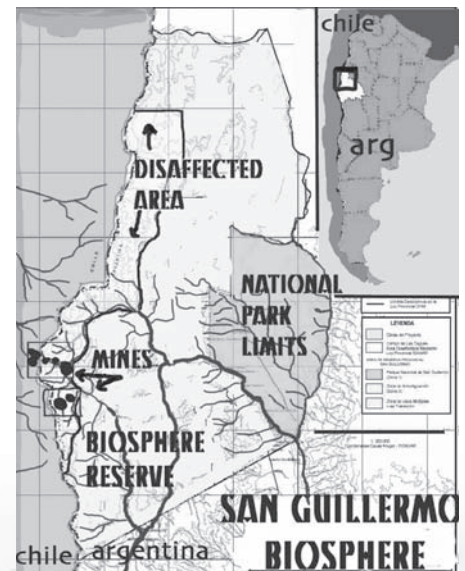 chile
arg
DISAFFECTED
AREA
NATIONAL
PARK
LIMITS
MINES
LEYENDA
BIOSPHERE
RESERVE
SAN GUILLERMO
BIOSPHERE
chile argentina